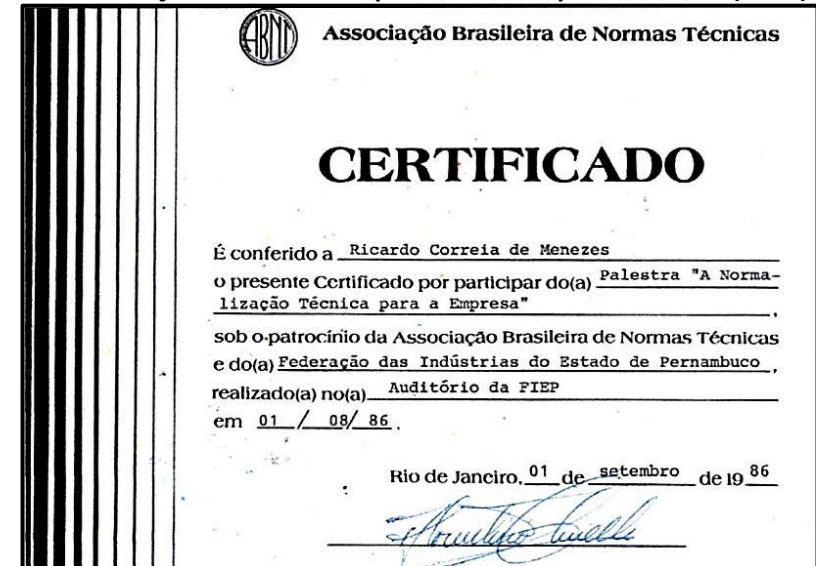 ABNT
Associação Brasileira de Normas Técnicas
CERTIFICADO
É conferido a Ricardo Correia de Menezes
o presente Certificado por participar do(a) Palestra "A Norma-
lização Técnica para a Empresa",
sob o patrocínio da Associação Brasileira de Normas Técnicas
e do(a) Federação das Indústrias do Estado de Pernambuco,
realizado(a) no(a) Auditório da FIEP
em 01 / 08/ 86.
Rio de Janeiro, 01 de setembro de 19 86